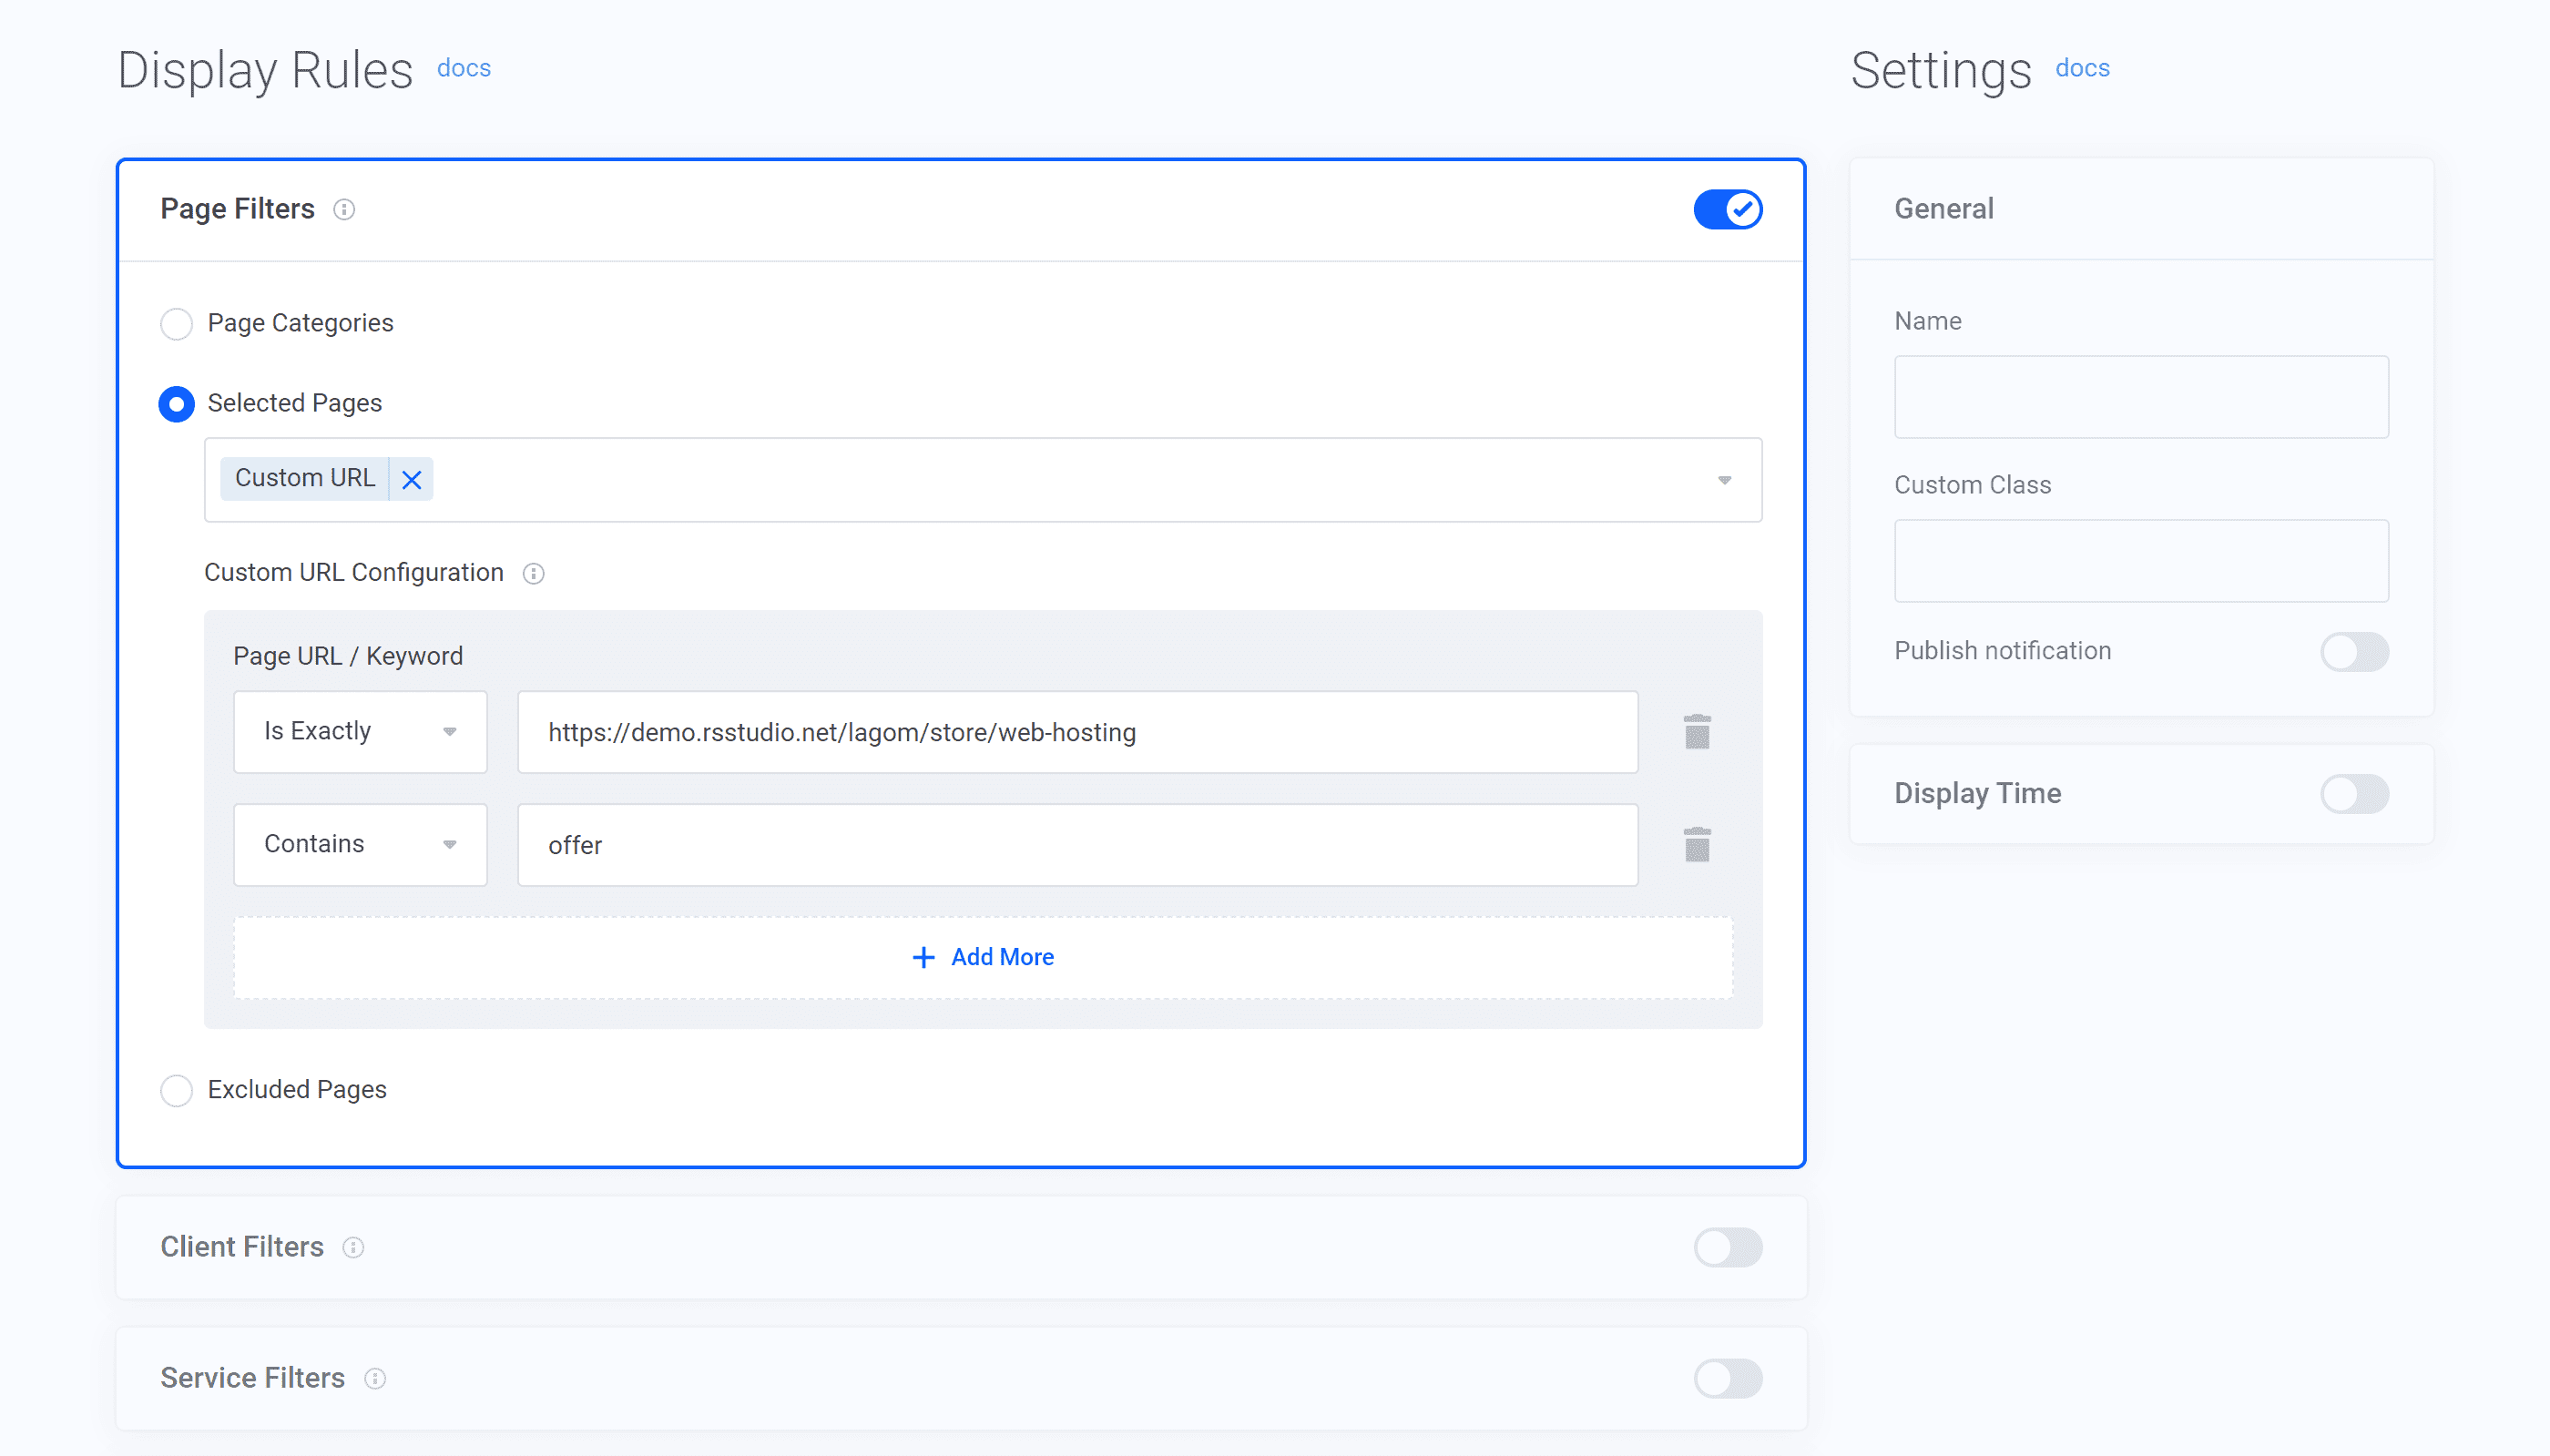 Display Rules docs
Page Filters
Page Categories
Selected Pages
Custom URL
Custom URL Configuration
Page URL / Keyword
Is Exactly https://demo.rsstudio.net/lagom/store/web-hosting
Contains offer
Add More
Excluded Pages
Client Filters
Service Filters
Settings docs
General
Name
Custom Class
Publish notification
Display Time